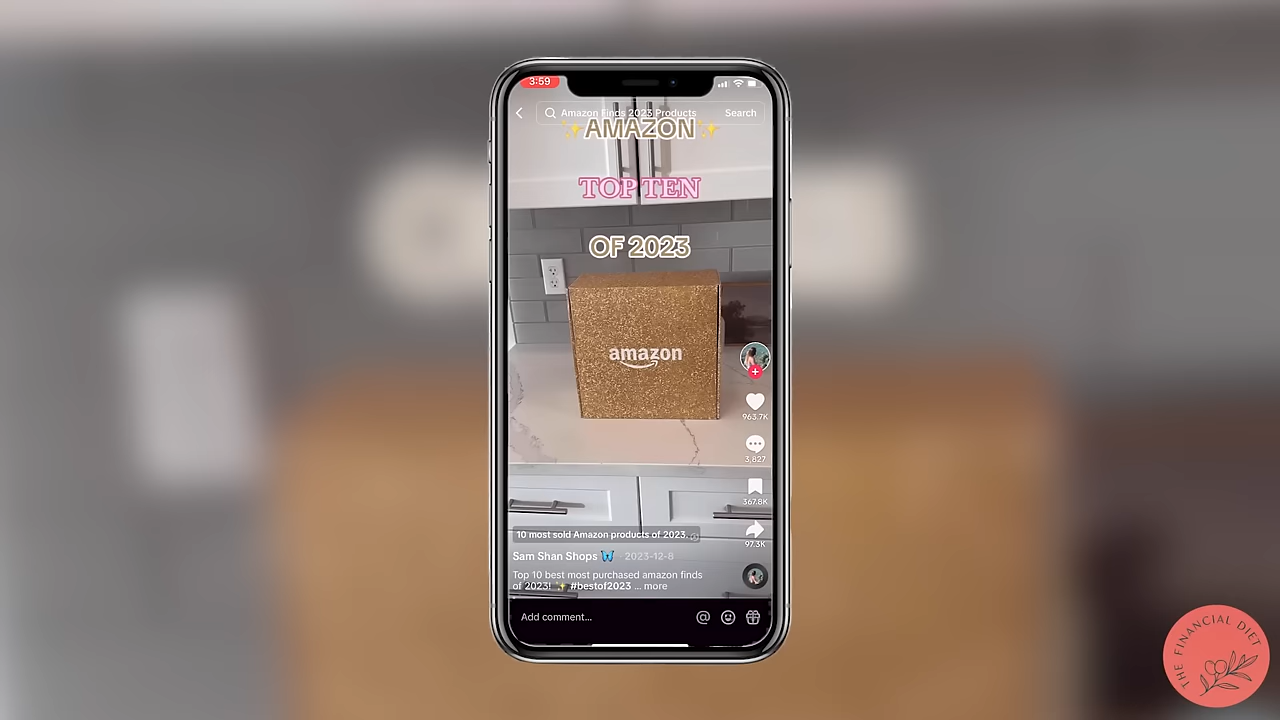 3:59
Amazon Finds 2023 Products
Search
✨AMAZON✨
TOP TEN
OF 2023
amazon
963.7K
3,827
367.8K
97.3K
10 most sold Amazon products of 2023.
Sam Shan Shops 🦋 · 2023-12-8
Top 10 best most purchased amazon finds
of 2023! ✨ #bestof2023 ... more
Add comment...
THE FINANCIAL DIET